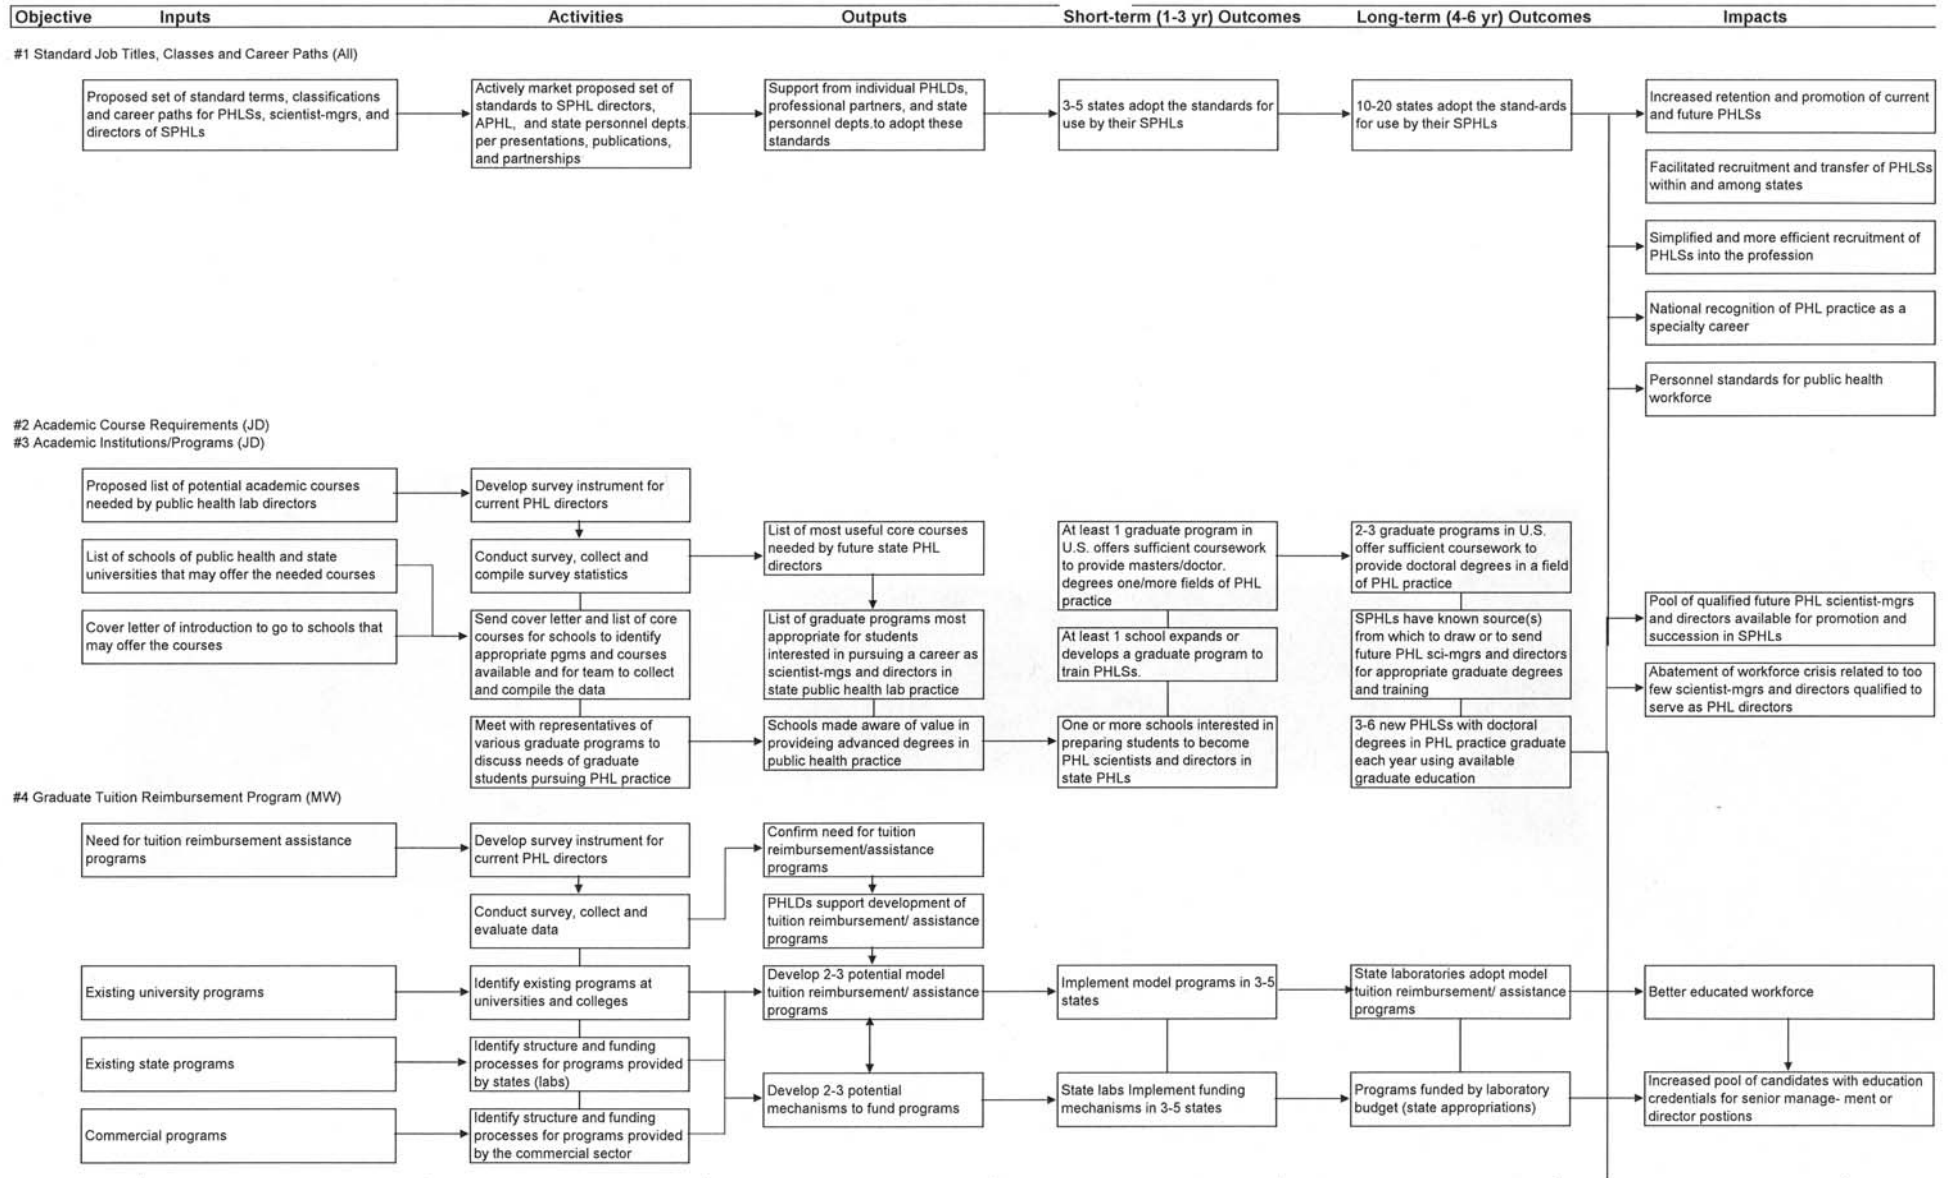 Objective Inputs Activities Outputs Short-term (1-3 yr) Outcomes Long-term (4-6 yr) Outcomes Impacts
#1 Standard Job Titles, Classes and Career Paths (All)
Proposed set of standard terms, classifications
and career paths for PHLSs, scientist-mgrs, and
directors of SPHLs
Actively market proposed set of
standards to SPHL directors,
APHL, and state personnel depts.
per presentations, publications,
and partnerships
Support from individual PHLDs,
professional partners, and state
personnel depts.to adopt these
standards
3-5 states adopt the standards for
use by their SPHLs
10-20 states adopt the stand-ards
for use by their SPHLs
Increased retention and promotion of current
and future PHLSs
Facilitated recruitment and transfer of PHLSs
within and among states
Simplified and more efficient recruitment of
PHLSs into the profession
National recognition of PHL practice as a
specialty career
Personnel standards for public health
workforce
#2 Academic Course Requirements (JD)
#3 Academic Institutions/Programs (JD)
Proposed list of potential academic courses
needed by public health lab directors
List of schools of public health and state
universities that may offer the needed courses
Cover letter of introduction to go to schools that
may offer the courses
Develop survey instrument for
current PHL directors
Conduct survey, collect and
compile survey statistics
Send cover letter and list of core
courses for schools to identify
appropriate pgms and courses
available and for team to collect
and compile the data
Meet with representatives of
various graduate programs to
discuss needs of graduate
students pursuing PHL practice
List of most useful core courses
needed by future state PHL
directors
List of graduate programs most
appropriate for students
interested in pursuing a career as
scientist-mgs and directors in
state public health lab practice
Schools made aware of value in
provideing advanced degrees in
public health practice
At least 1 graduate program in
U.S. offers sufficient coursework
to provide masters/doctor.
degrees one/more fields of PHL
practice
At least 1 school expands or
develops a graduate program to
train PHLSs.
One or more schools interested in
preparing students to become
PHL scientists and directors in
state PHLs
2-3 graduate programs in U.S.
offer sufficient coursework to
provide doctoral degrees in a field
of PHL practice
SPHLs have known source(s)
from which to draw or to send
future PHL sci-mgrs and directors
for appropriate graduate degrees
and training
3-6 new PHLSs with doctoral
degrees in PHL practice graduate
each year using available
graduate education
Pool of qualified future PHL scientist-mgrs
and directors available for promotion and
succession in SPHLs
Abatement of workforce crisis related to too
few scientist-mgrs and directors qualified to
serve as PHL directors
#4 Graduate Tuition Reimbursement Program (MW)
Need for tuition reimbursement assistance
programs
Existing university programs
Existing state programs
Commercial programs
Develop survey instrument for
current PHL directors
Conduct survey, collect and
evaluate data
Identify existing programs at
universities and colleges
Identify structure and funding
processes for programs provided
by states (labs)
Identify structure and funding
processes for programs provided
by the commercial sector
Confirm need for tuition
reimbursement/assistance
programs
PHLDs support development of
tuition reimbursement/ assistance
programs
Develop 2-3 potential model
tuition reimbursement/ assistance
programs
Develop 2-3 potential
mechanisms to fund programs
Implement model programs in 3-5
states
State labs Implement funding
mechanisms in 3-5 states
State laboratories adopt model
tuition reimbursement/ assistance
programs
Programs funded by laboratory
budget (state appropriations)
Better educated workforce
Increased pool of candidates with education
credentials for senior manage- ment or
director postions